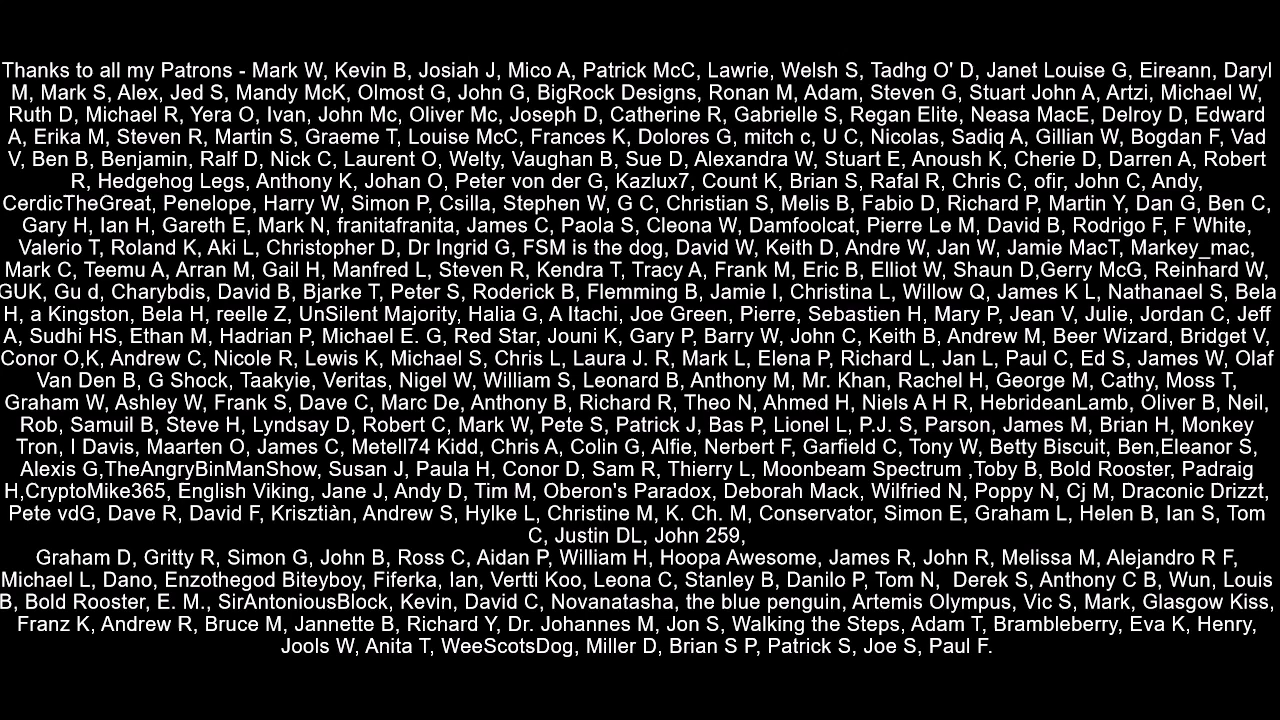 Thanks to all my Patrons - Mark W, Kevin B, Josiah J, Mico A, Patrick McC, Lawrie, Welsh S, Tadhg O' D, Janet Louise G, Eireann, Daryl
M, Mark S, Alex, Jed S, Mandy McK, Olmost G, John G, BigRock Designs, Ronan M, Adam, Steven G, Stuart John A, Artzi, Michael W,
Ruth D, Michael R, Yera O, Ivan, John Mc, Oliver Mc, Joseph D, Catherine R, Gabrielle S, Regan Elite, Neasa MacE, Delroy D, Edward
A, Erika M, Steven R, Martin S, Graeme T, Louise McC, Frances K, Dolores G, mitch c, U C, Nicolas, Sadiq A, Gillian W, Bogdan F, Vad
V, Ben B, Benjamin, Ralf D, Nick C, Laurent O, Welty, Vaughan B, Sue D, Alexandra W, Stuart E, Anoush K, Cherie D, Darren A, Robert
R, Hedgehog Legs, Anthony K, Johan O, Peter von der G, Kazlux7, Count K, Brian S, Rafal R, Chris C, ofir, John C, Andy,
CerdicTheGreat, Penelope, Harry W, Simon P, Csilla, Stephen W, G C, Christian S, Melis B, Fabio D, Richard P, Martin Y, Dan G, Ben C,
Gary H, Ian H, Gareth E, Mark N, franitafranita, James C, Paola S, Cleona W, Damfoolcat, Pierre Le M, David B, Rodrigo F, F White,
Valerio T, Roland K, Aki L, Christopher D, Dr Ingrid G, FSM is the dog, David W, Keith D, Andre W, Jan W, Jamie MacT, Markey_mac,
Mark C, Teemu A, Arran M, Gail H, Manfred L, Steven R, Kendra T, Tracy A, Frank M, Eric B, Elliot W, Shaun D,Gerry McG, Reinhard W,
GUK, Gu d, Charybdis, David B, Bjarke T, Peter S, Roderick B, Flemming B, Jamie I, Christina L, Willow Q, James K L, Nathanael S, Bela
H, a Kingston, Bela H, reelle Z, UnSilent Majority, Halia G, A Itachi, Joe Green, Pierre, Sebastien H, Mary P, Jean V, Julie, Jordan C, Jeff
A, Sudhi HS, Ethan M, Hadrian P, Michael E. G, Red Star, Jouni K, Gary P, Barry W, John C, Keith B, Andrew M, Beer Wizard, Bridget V,
Conor O,K, Andrew C, Nicole R, Lewis K, Michael S, Chris L, Laura J. R, Mark L, Elena P, Richard L, Jan L, Paul C, Ed S, James W, Olaf
Van Den B, G Shock, Taakyie, Veritas, Nigel W, William S, Leonard B, Anthony M, Mr. Khan, Rachel H, George M, Cathy, Moss T,
Graham W, Ashley W, Frank S, Dave C, Marc De, Anthony B, Richard R, Theo N, Ahmed H, Niels A H R, HebrideanLamb, Oliver B, Neil,
Rob, Samuil B, Steve H, Lyndsay D, Robert C, Mark W, Pete S, Patrick J, Bas P, Lionel L, P.J. S, Parson, James M, Brian H, Monkey
Tron, I Davis, Maarten O, James C, Metell74 Kidd, Chris A, Colin G, Alfie, Nerbert F, Garfield C, Tony W, Betty Biscuit, Ben,Eleanor S,
Alexis G,TheAngryBinManShow, Susan J, Paula H, Conor D, Sam R, Thierry L, Moonbeam Spectrum ,Toby B, Bold Rooster, Padraig
H,CryptoMike365, English Viking, Jane J, Andy D, Tim M, Oberon's Paradox, Deborah Mack, Wilfried N, Poppy N, Cj M, Draconic Drizzt,
Pete vdG, Dave R, David F, Krisztiàn, Andrew S, Hylke L, Christine M, K. Ch. M, Conservator, Simon E, Graham L, Helen B, Ian S, Tom
C, Justin DL, John 259,
Graham D, Gritty R, Simon G, John B, Ross C, Aidan P, William H, Hoopa Awesome, James R, John R, Melissa M, Alejandro R F,
Michael L, Dano, Enzothegod Biteyboy, Fiferka, Ian, Vertti Koo, Leona C, Stanley B, Danilo P, Tom N,  Derek S, Anthony C B, Wun, Louis
B, Bold Rooster, E. M., SirAntoniousBlock, Kevin, David C, Novanatasha, the blue penguin, Artemis Olympus, Vic S, Mark, Glasgow Kiss,
Franz K, Andrew R, Bruce M, Jannette B, Richard Y, Dr. Johannes M, Jon S, Walking the Steps, Adam T, Brambleberry, Eva K, Henry,
Jools W, Anita T, WeeScotsDog, Miller D, Brian S P, Patrick S, Joe S, Paul F.